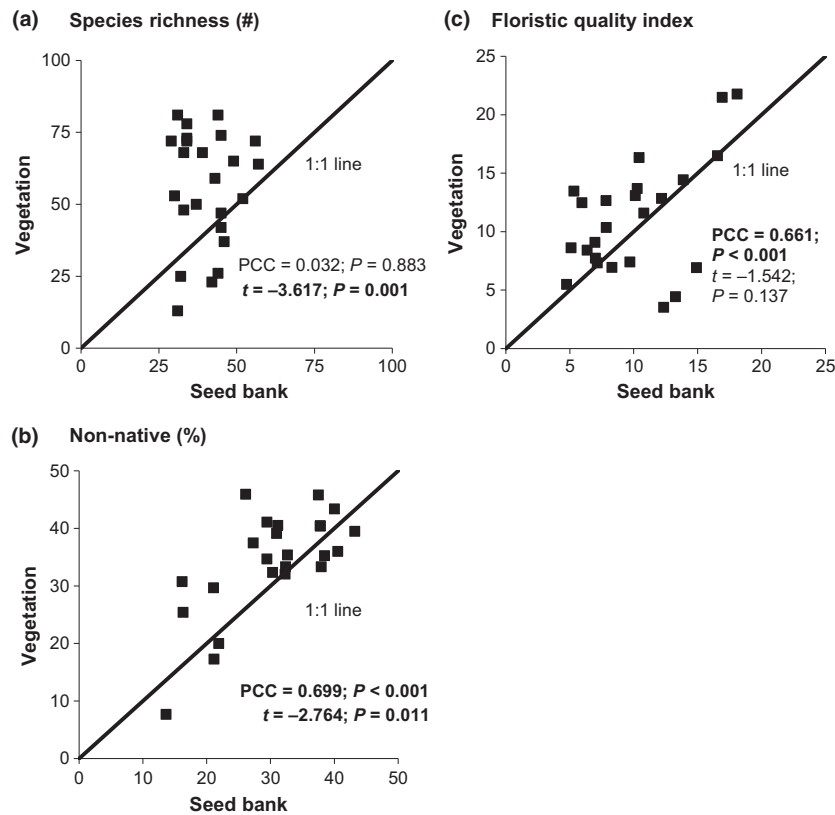 (a) Species richness (#)
100
75
50
25
0
Vegetation
1:1 line
PCC = 0.032; P = 0.883
t = –3.617; P = 0.001
0 25 50 75 100
Seed bank
(c) Floristic quality index
25
20
15
10
5
0
Vegetation
1:1 line
PCC = 0.661;
P < 0.001
t = –1.542;
P = 0.137
0 5 10 15 20 25
Seed bank
(b) Non-native (%)
50
40
30
20
10
0
Vegetation
1:1 line
PCC = 0.699; P < 0.001
t = –2.764; P = 0.011
0 10 20 30 40 50
Seed bank